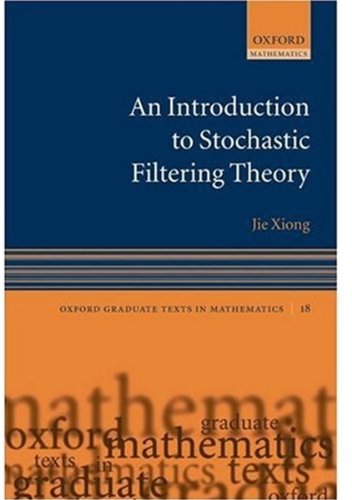 OXFORD
MATHEMATICS
An Introduction
to Stochastic
Filtering Theory
Jie Xiong
OXFORD GRADUATE TEXTS IN MATHEMATICS | 18
mathemat
graduate
oxford
mathematics
texts in
texts
graduate
oxford